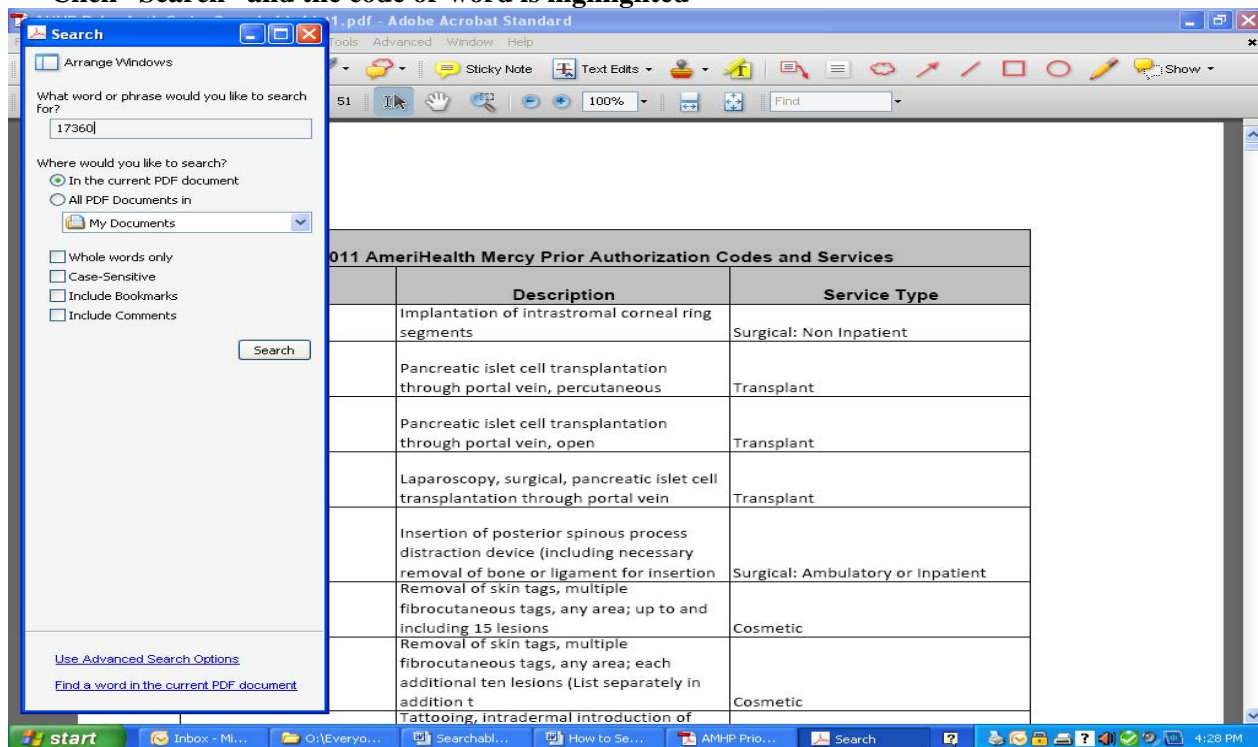 Click "Search" and the code or word is highlighted
1.pdf - Adobe Acrobat Standard
Search
Tools Advanced Window Help
Arrange Windows
Sticky Note
Text Edits
Show
What word or phrase would you like to search for?
51
100%
Find
17360
Where would you like to search?
In the current PDF document
All PDF Documents in
My Documents
Whole words only
Case-Sensitive
Include Bookmarks
Include Comments
Search
011 AmeriHealth Mercy Prior Authorization Codes and Services
Description
Service Type
Implantation of intrastromal corneal ring
segments
Surgical: Non Inpatient
Pancreatic islet cell transplantation
through portal vein, percutaneous
Transplant
Pancreatic islet cell transplantation
through portal vein, open
Transplant
Laparoscopy, surgical, pancreatic islet cell
transplantation through portal vein
Transplant
Insertion of posterior spinous process
distraction device (including necessary
removal of bone or ligament for insertion
Surgical: Ambulatory or Inpatient
Removal of skin tags, multiple
fibrocutaneous tags, any area; up to and
including 15 lesions
Cosmetic
Removal of skin tags, multiple
fibrocutaneous tags, any area; each
additional ten lesions (List separately in
addition t
Cosmetic
Tattooing, intradermal introduction of
Use Advanced Search Options
Find a word in the current PDF document
start
Inbox - Mi...
O:\Everyo...
Searchabl...
How to Se...
AMHP Prio...
Search
4:28 PM